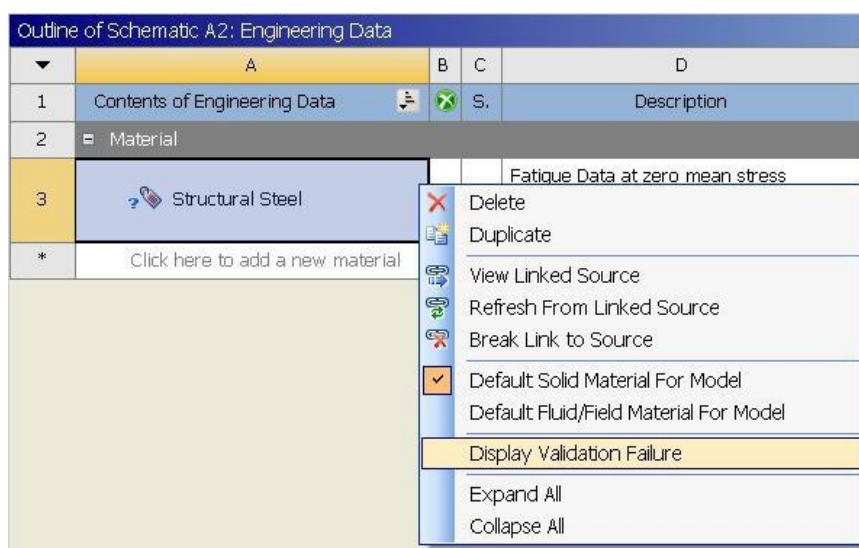 Outline of Schematic A2: Engineering Data
A B C D
1 Contents of Engineering Data S. Description
2 Material
3 ? Structural Steel Fatigue Data at zero mean stress
* Click here to add a new material
Delete
Duplicate
View Linked Source
Refresh From Linked Source
Break Link to Source
Default Solid Material For Model
Default Fluid/Field Material For Model
Display Validation Failure
Expand All
Collapse All